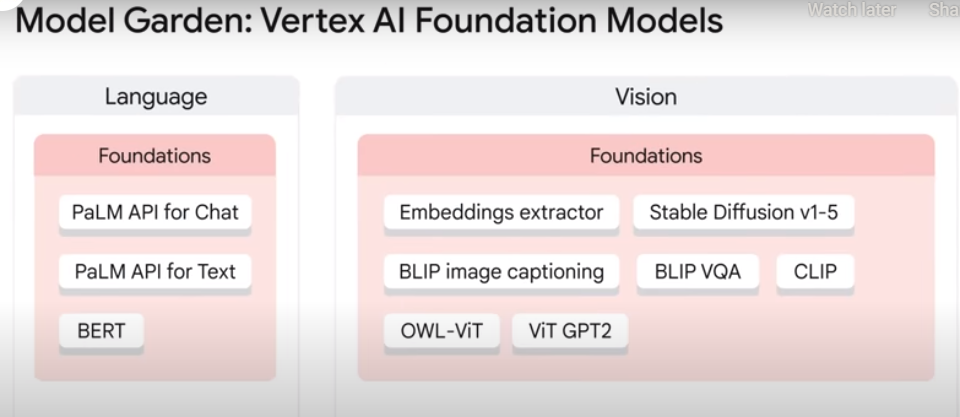 Model Garden: Vertex AI Foundation Models
Watch later
Sha
Language
Foundations
PaLM API for Chat
PaLM API for Text
BERT
Vision
Foundations
Embeddings extractor
Stable Diffusion v1-5
BLIP image captioning
BLIP VQA
CLIP
OWL-ViT
ViT GPT2